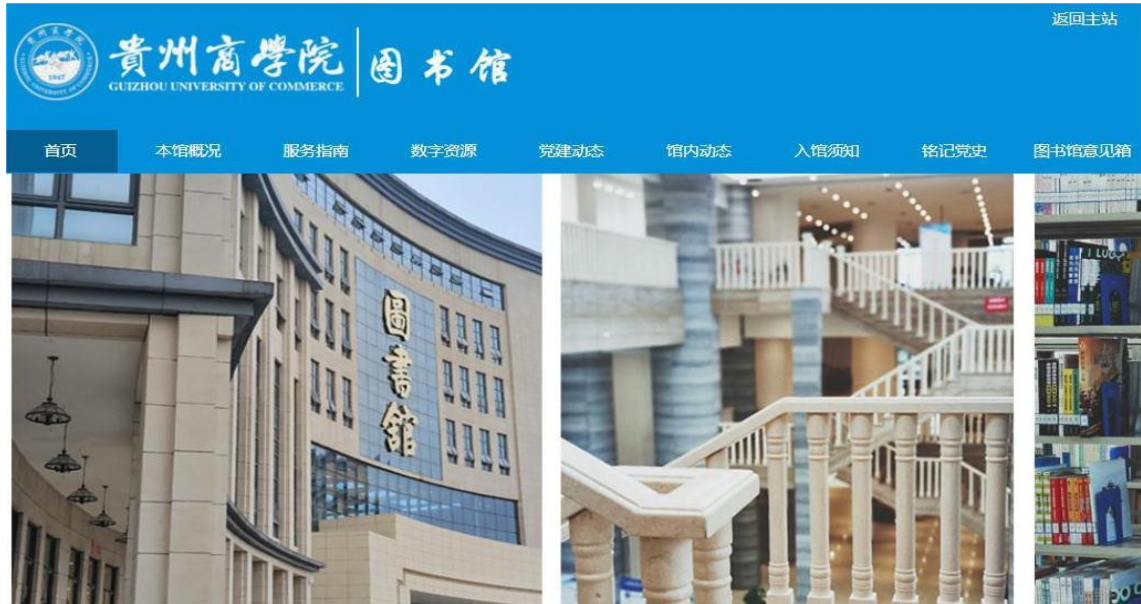 返回主站
貴州商學院
GUIZHOU UNIVERSITY OF COMMERCE
图书馆
1947
首页 本馆概况 服务指南 数字资源 党建动态 馆内动态 入馆须知 铭记党史 图书馆意见箱
圖書館